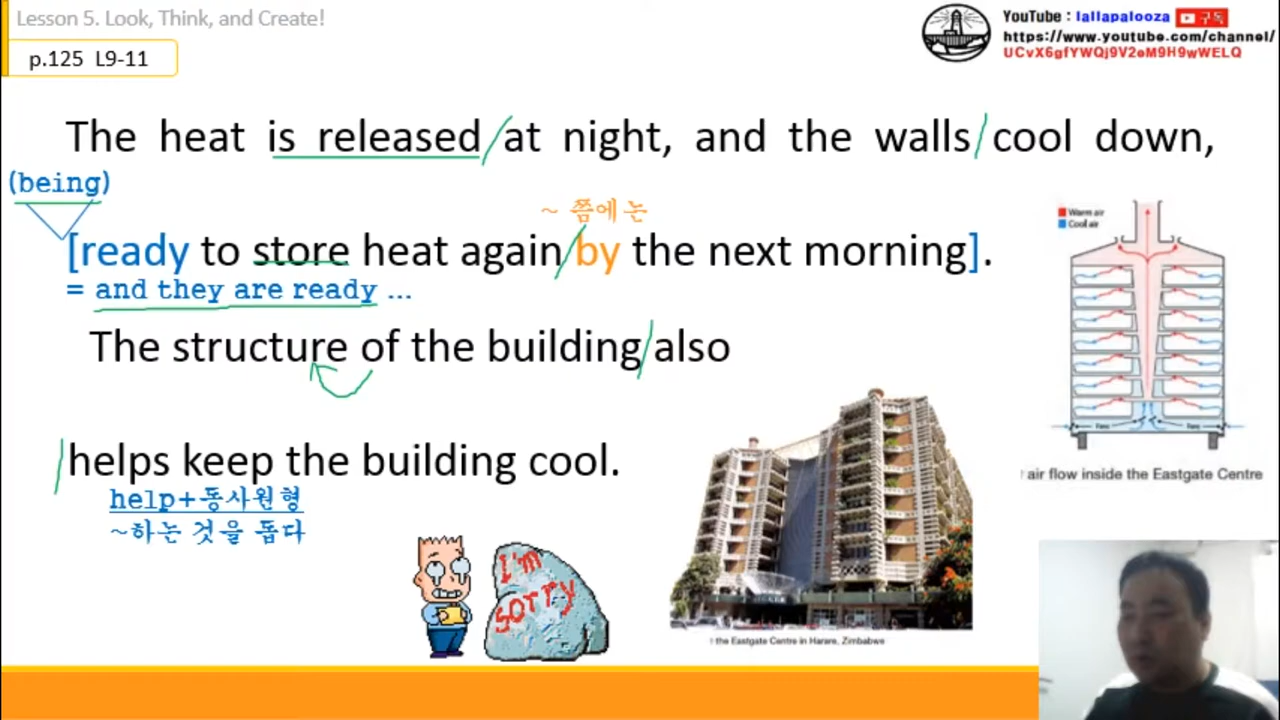 Lesson 5. Look, Think, and Create!
YouTube : lallapalooza 구독
https://www.youtube.com/channel/
UCvX6gfYWQj9V2eM9H9wWELQ
p.125 L9-11
The heat is released at night, and the walls cool down,
(being)
~ 쯤에는
[ready to store heat again by the next morning].
= and they are ready ...
The structure of the building also
helps keep the building cool.
help+동사원형
~하는 것을 돕다
I'm
sorry
Warm air
Cool air
Fans Fans
air flow inside the Eastgate Centre
the Eastgate Centre in Harare, Zimbabwe